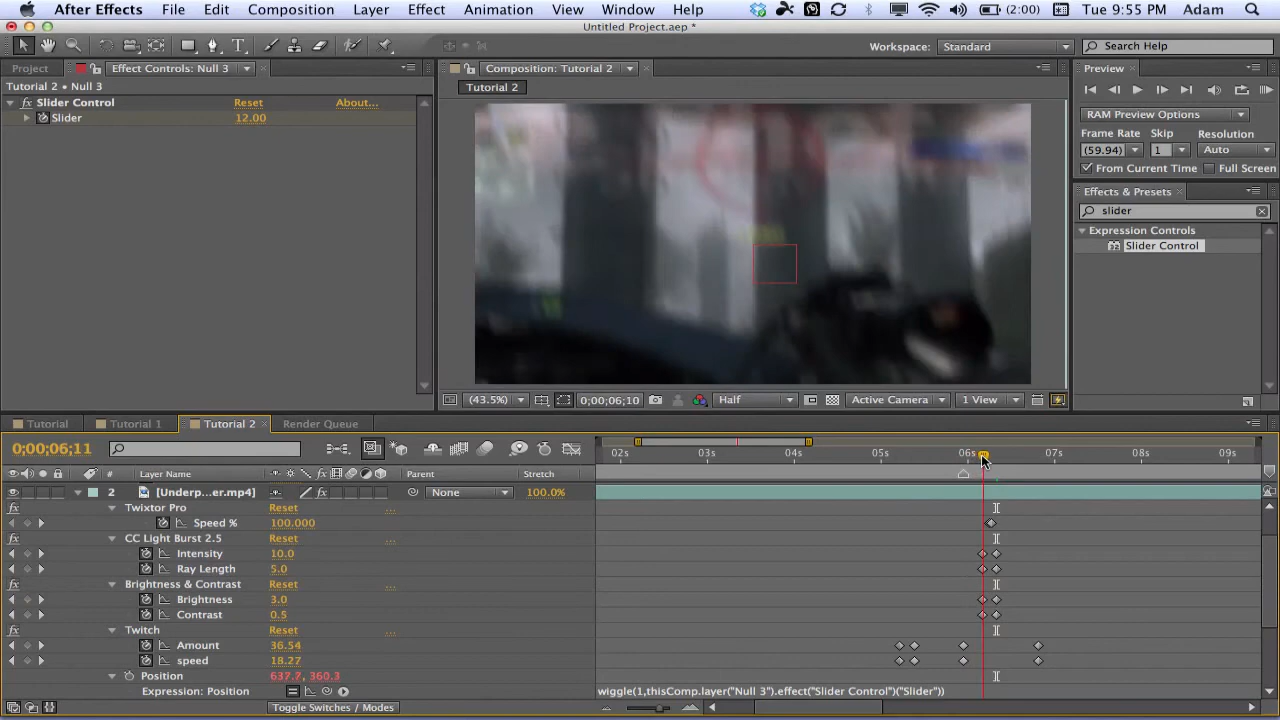 After Effects File Edit Composition Layer Effect Animation View Window Help (2:00) Tue 9:55 PM Adam
Untitled Project.aep *
Workspace: Standard Search Help
Project Effect Controls: Null 3 Composition: Tutorial 2 Preview
Tutorial 2 • Null 3 Tutorial 2
fx Slider Control Reset About...
Slider 12.00
RAM Preview Options
Frame Rate Skip Resolution
(59.94) 1 Auto
From Current Time Full Screen
Effects & Presets
slider
Expression Controls
Slider Control
(43.5%) 0;00;06;10 Half Active Camera 1 View
Tutorial Tutorial 1 Tutorial 2 Render Queue
0;00;06;11
02s 03s 04s 05s 06s 07s 08s 09s
# Layer Name Parent Stretch
2 [Underp...er.mp4] None 100.0%
Twixtor Pro Reset ...
Speed % 100.000
CC Light Burst 2.5 Reset ...
Intensity 10.0
Ray Length 5.0
Brightness & Contrast Reset
Brightness 3.0
Contrast 0.5
Twitch Reset ...
Amount 36.54
speed 18.27
Position 637.7, 360.3
Expression: Position wiggle(1,thisComp.layer("Null 3").effect("Slider Control")("Slider"))
Toggle Switches / Modes